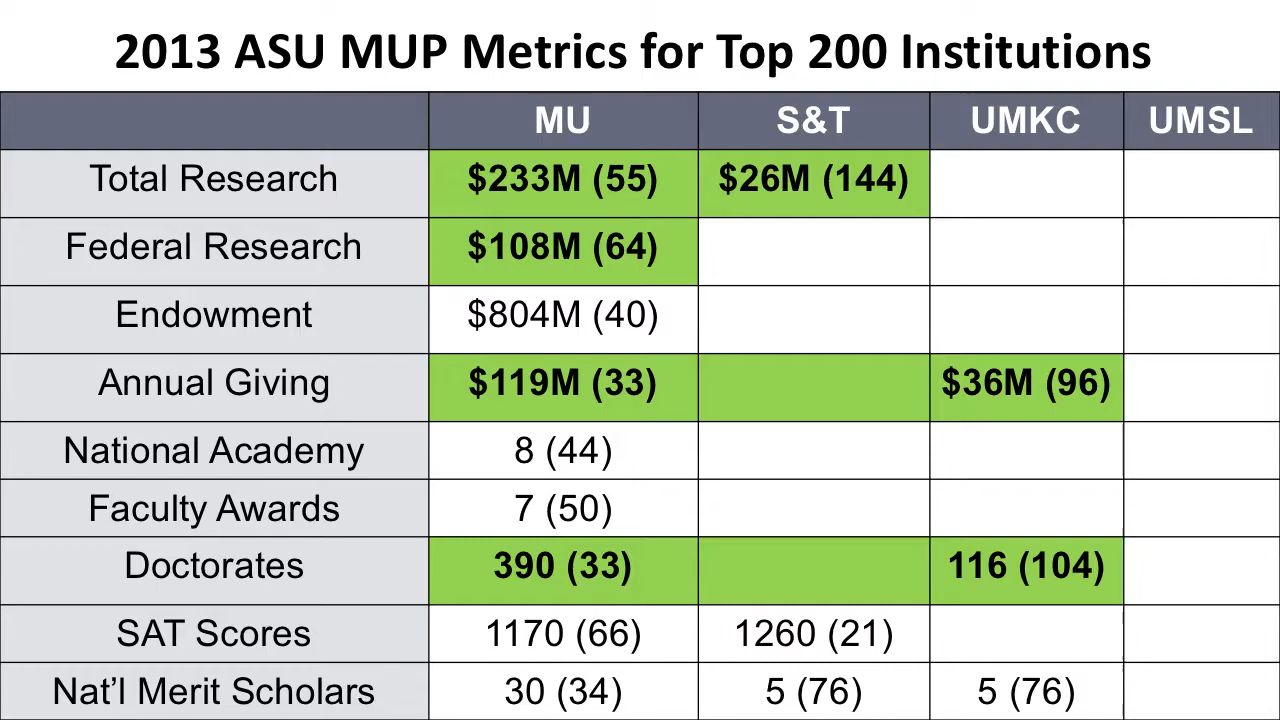 2013 ASU MUP Metrics for Top 200 Institutions
MU S&T UMKC UMSL
Total Research $233M (55) $26M (144)
Federal Research $108M (64)
Endowment $804M (40)
Annual Giving $119M (33) $36M (96)
National Academy 8 (44)
Faculty Awards 7 (50)
Doctorates 390 (33) 116 (104)
SAT Scores 1170 (66) 1260 (21)
Nat’l Merit Scholars 30 (34) 5 (76) 5 (76)